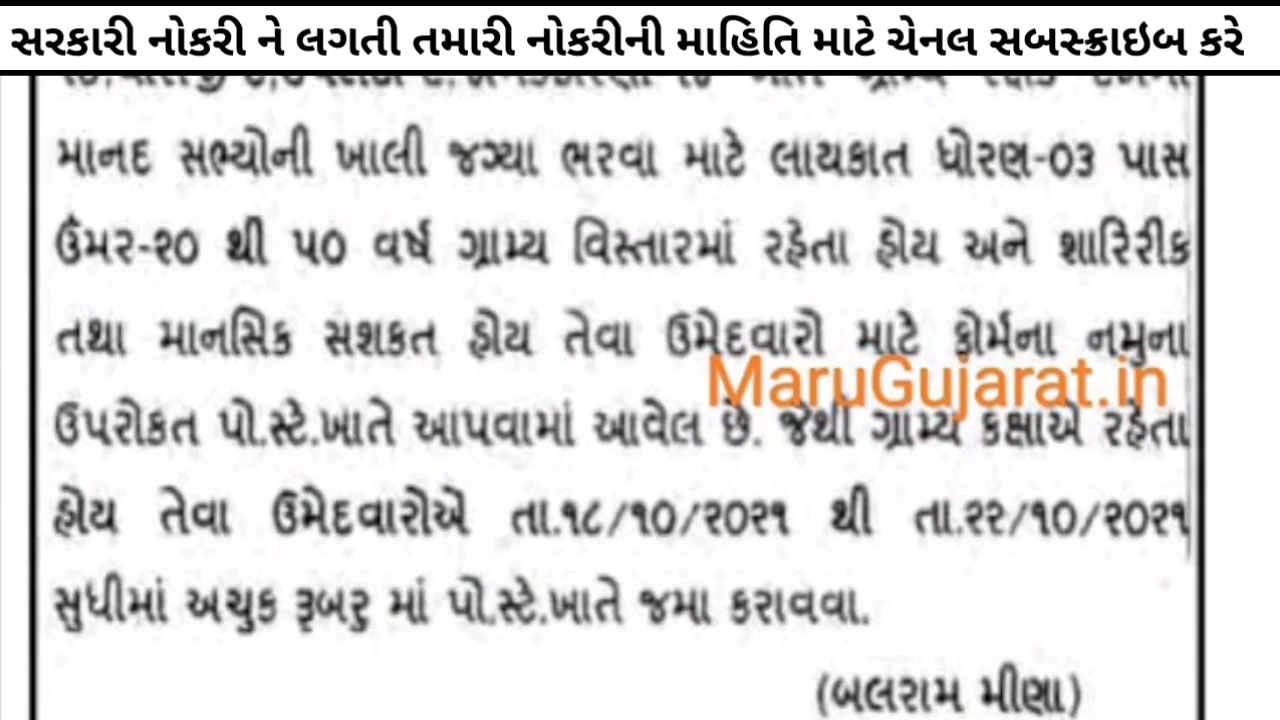 સરકારી નોકરી ને લગતી તમારી નોકરીની માહિતિ માટે ચેનલ સબસ્ક્રાઇબ કરે
માનદ સભ્યોની ખાલી જગ્યા ભરવા માટે લાયકાત ધોરણ-૦૩ પાસ
ઉંમર-૨૦ થી ૫૦ વર્ષ ગ્રામ્ય વિસ્તારમાં રહેતા હોય અને શારિરીક
તથા માનસિક સશકત હોય તેવા ઉમેદવારો માટે ફોર્મના નમુના
MaruGujarat.in
ઉપરોકત પો.સ્ટે.ખાતે આપવામાં આવેલ છે. જેથી ગ્રામ્ય કક્ષાએ રહેતા
હોય તેવા ઉમેદવારોએ તા.૧૮/૧૦/૨૦૨૧ થી તા.૨૨/૧૦/૨૦૨૧
સુધીમાં અચુક રૂબરુ માં પો.સ્ટે.ખાતે જમા કરાવવા.
(બલરામ મીણા)